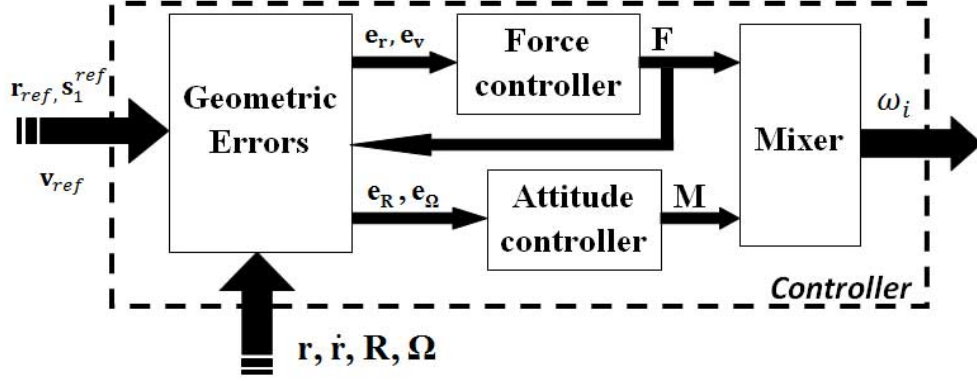 e_r, e_v
Force
controller
F
r_ref, s_1^ref
v_ref
Geometric
Errors
Mixer
ω_i
e_R, e_Ω
Attitude
controller
M
Controller
r, ṙ, R, Ω